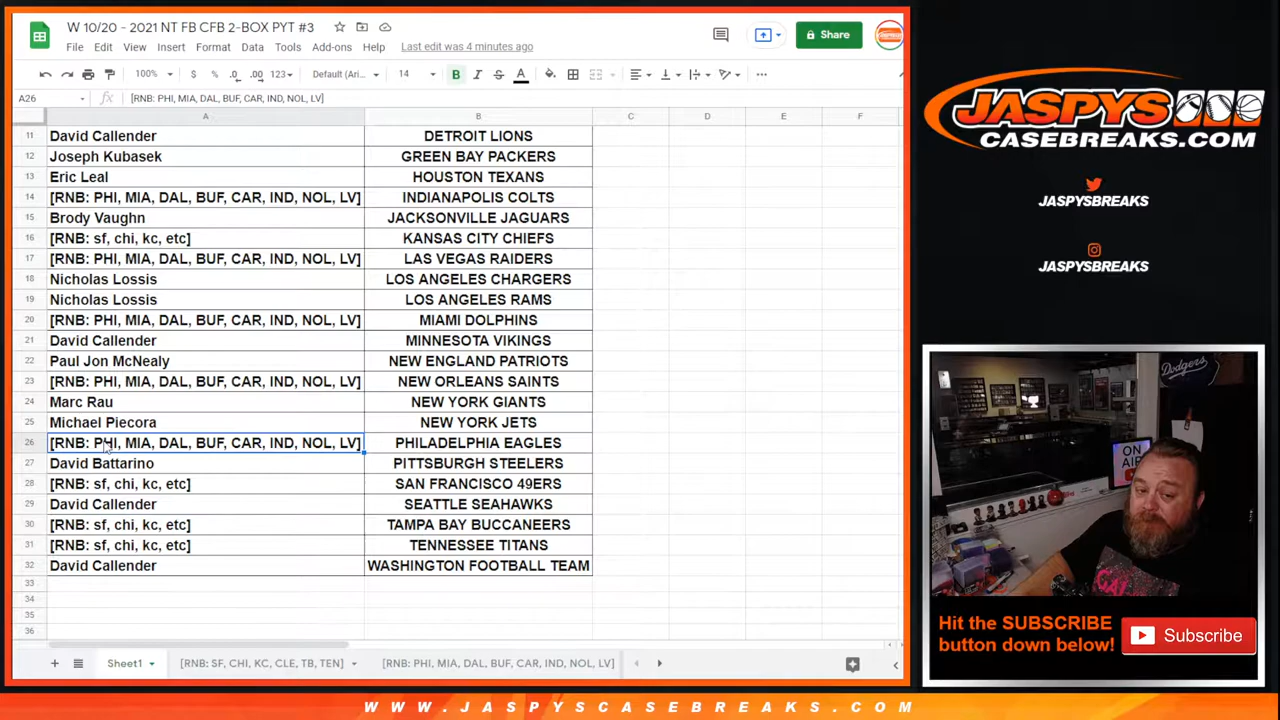 W 10/20 - 2021 NT FB CFB 2-BOX PYT #3
File Edit View Insert Format Data Tools Add-ons Help Last edit was 4 minutes ago
Share
100% $ % .0 .00 123 Default (Ari... 14 B I S A
A26 fx [RNB: PHI, MIA, DAL, BUF, CAR, IND, NOL, LV]
A B C D E F
11 David Callender DETROIT LIONS
12 Joseph Kubasek GREEN BAY PACKERS
13 Eric Leal HOUSTON TEXANS
14 [RNB: PHI, MIA, DAL, BUF, CAR, IND, NOL, LV] INDIANAPOLIS COLTS
15 Brody Vaughn JACKSONVILLE JAGUARS
16 [RNB: sf, chi, kc, etc] KANSAS CITY CHIEFS
17 [RNB: PHI, MIA, DAL, BUF, CAR, IND, NOL, LV] LAS VEGAS RAIDERS
18 Nicholas Lossis LOS ANGELES CHARGERS
19 Nicholas Lossis LOS ANGELES RAMS
20 [RNB: PHI, MIA, DAL, BUF, CAR, IND, NOL, LV] MIAMI DOLPHINS
21 David Callender MINNESOTA VIKINGS
22 Paul Jon McNealy NEW ENGLAND PATRIOTS
23 [RNB: PHI, MIA, DAL, BUF, CAR, IND, NOL, LV] NEW ORLEANS SAINTS
24 Marc Rau NEW YORK GIANTS
25 Michael Piecora NEW YORK JETS
26 [RNB: PHI, MIA, DAL, BUF, CAR, IND, NOL, LV] PHILADELPHIA EAGLES
27 David Battarino PITTSBURGH STEELERS
28 [RNB: sf, chi, kc, etc] SAN FRANCISCO 49ERS
29 David Callender SEATTLE SEAHAWKS
30 [RNB: sf, chi, kc, etc] TAMPA BAY BUCCANEERS
31 [RNB: sf, chi, kc, etc] TENNESSEE TITANS
32 David Callender WASHINGTON FOOTBALL TEAM
33
34
35
36
Sheet1 [RNB: SF, CHI, KC, CLE, TB, TEN] [RNB: PHI, MIA, DAL, BUF, CAR, IND, NOL, LV]
JASPYS
CASEBREAKS.COM
JASPYSBREAKS
JASPYSBREAKS
Dodgers
ON
AIR
Hit the SUBSCRIBE
button down below!
Subscribe
WWW.JASPYSCASEBREAKS.COM